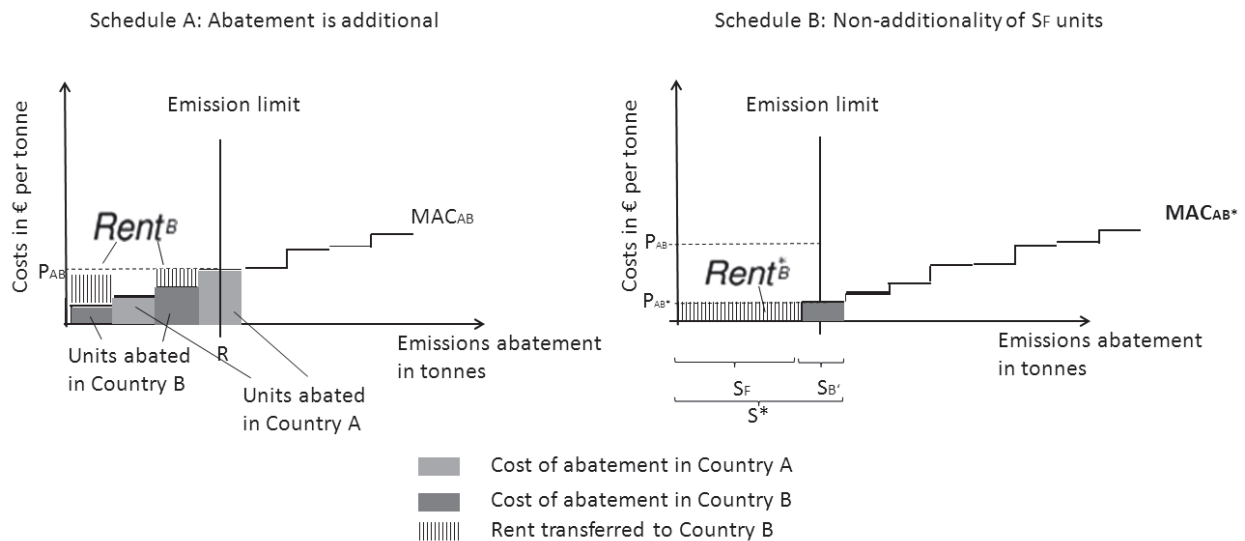 Schedule A: Abatement is additional
Costs in € per tonne
Emission limit
RentB
MACAB
PAB
Units abated
in Country B
R
Units abated
in Country A
Emissions abatement
in tonnes
Schedule B: Non-additionality of SF units
Costs in € per tonne
Emission limit
MACAB*
PAB
Rent*B
PAB*
Emissions abatement
in tonnes
SF
SB′
S*
Cost of abatement in Country A
Cost of abatement in Country B
Rent transferred to Country B